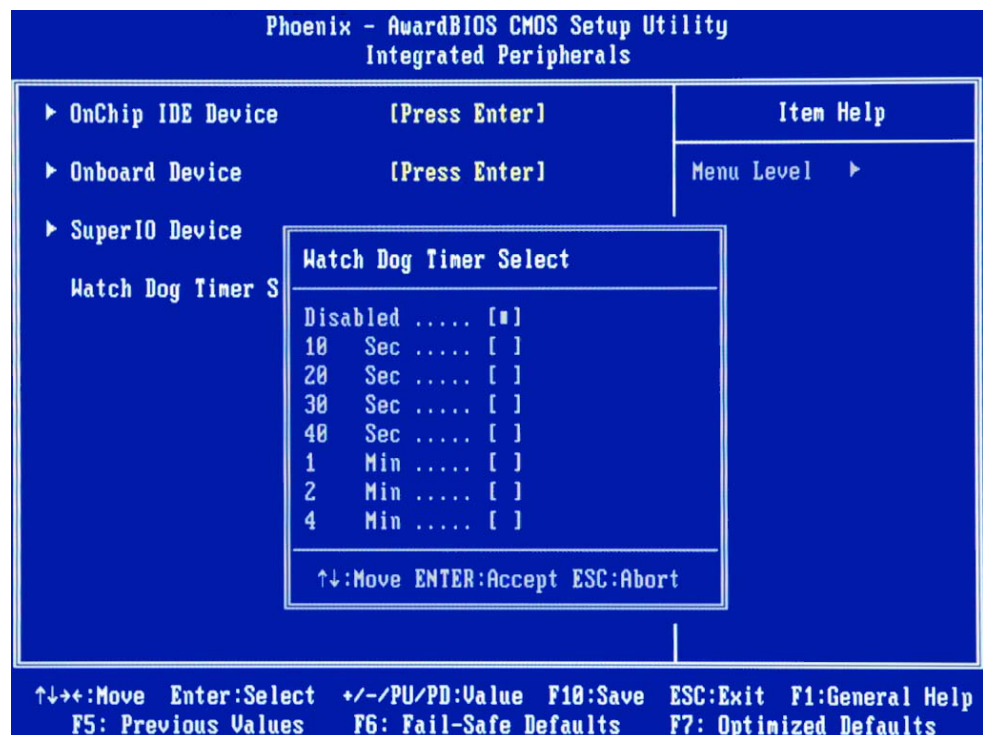 Phoenix - AwardBIOS CMOS Setup Utility
Integrated Peripherals
▶ OnChip IDE Device [Press Enter]
▶ Onboard Device [Press Enter]
▶ SuperIO Device
Watch Dog Timer S
Item Help
Menu Level ▶
Watch Dog Timer Select
Disabled ..... [■]
10 Sec ..... [ ]
20 Sec ..... [ ]
30 Sec ..... [ ]
40 Sec ..... [ ]
1 Min ..... [ ]
2 Min ..... [ ]
4 Min ..... [ ]
↑↓:Move ENTER:Accept ESC:Abort
↑↓→←:Move Enter:Select +/-/PU/PD:Value F10:Save ESC:Exit F1:General Help
F5: Previous Values F6: Fail-Safe Defaults F7: Optimized Defaults